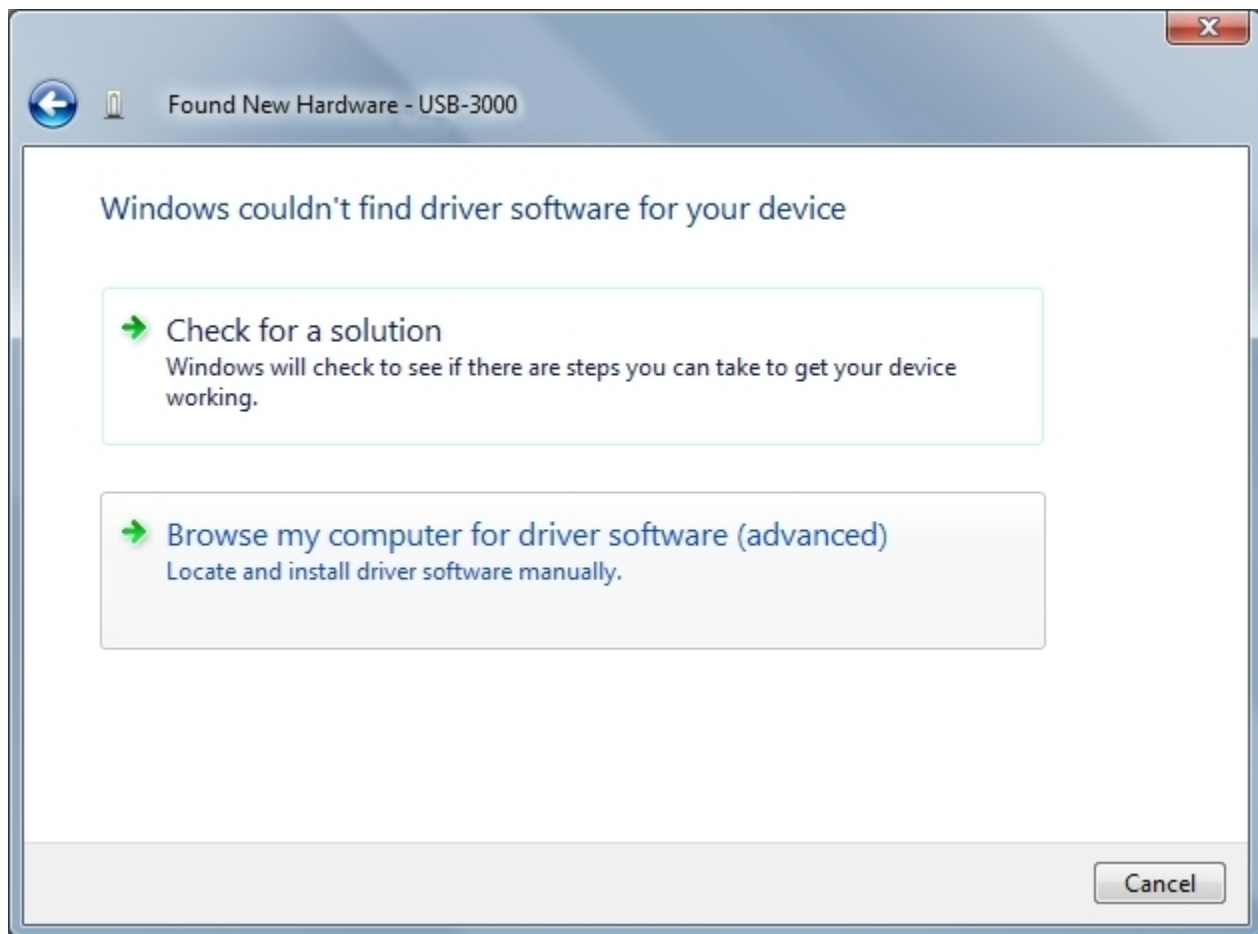 Found New Hardware - USB-3000
Windows couldn't find driver software for your device
Check for a solution
Windows will check to see if there are steps you can take to get your device
working.
Browse my computer for driver software (advanced)
Locate and install driver software manually.
Cancel